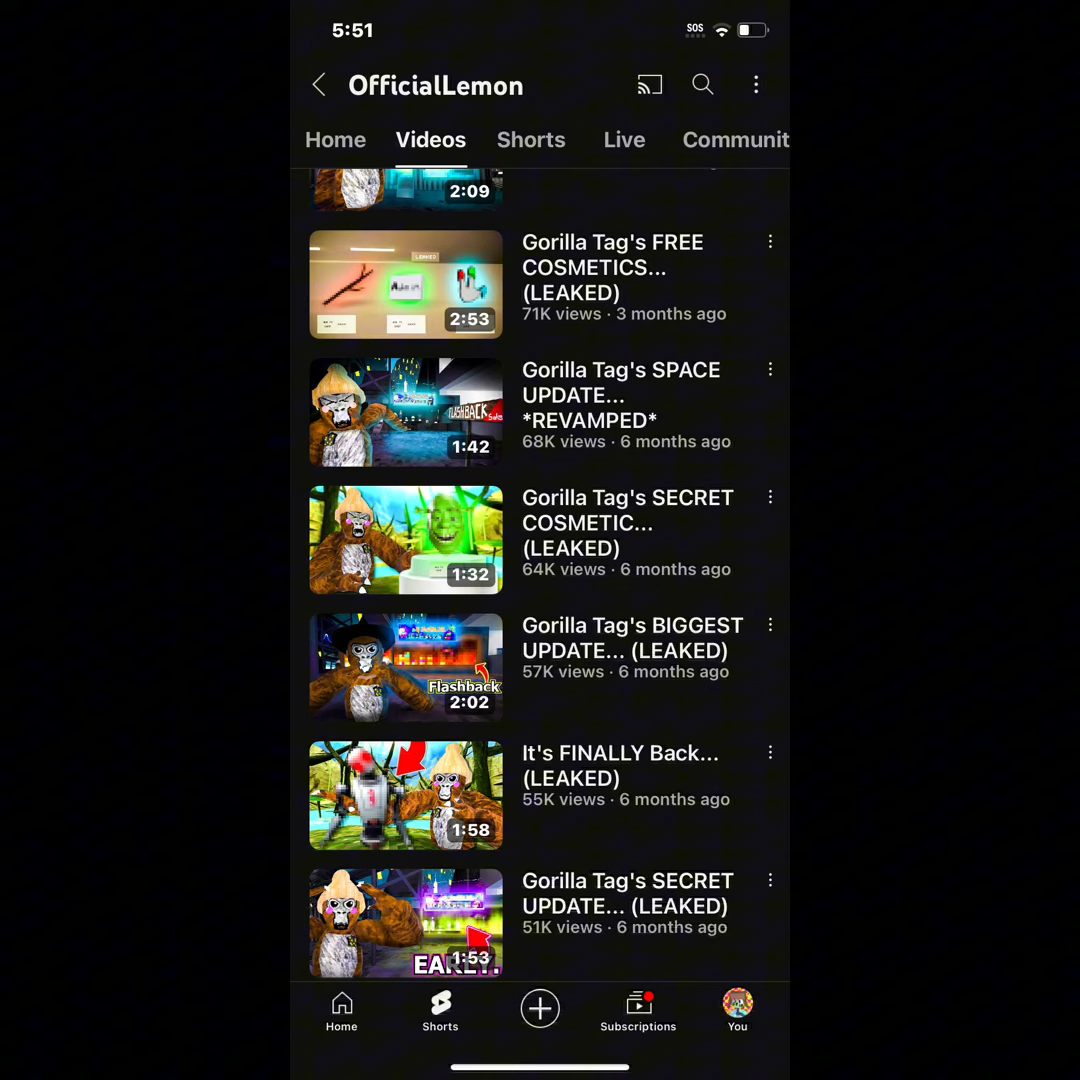 5:51
SOS
OfficialLemon
Home Videos Shorts Live Communit
2:09
LEAKED
2:53
Gorilla Tag's FREE
COSMETICS...
(LEAKED)
71K views · 3 months ago
FLASHBACK
1:42
Gorilla Tag's SPACE
UPDATE...
*REVAMPED*
68K views · 6 months ago
1:32
Gorilla Tag's SECRET
COSMETIC...
(LEAKED)
64K views · 6 months ago
Flashback
2:02
Gorilla Tag's BIGGEST
UPDATE... (LEAKED)
57K views · 6 months ago
1:58
It's FINALLY Back...
(LEAKED)
55K views · 6 months ago
EARLY.
1:53
Gorilla Tag's SECRET
UPDATE... (LEAKED)
51K views · 6 months ago
Home Shorts Subscriptions You